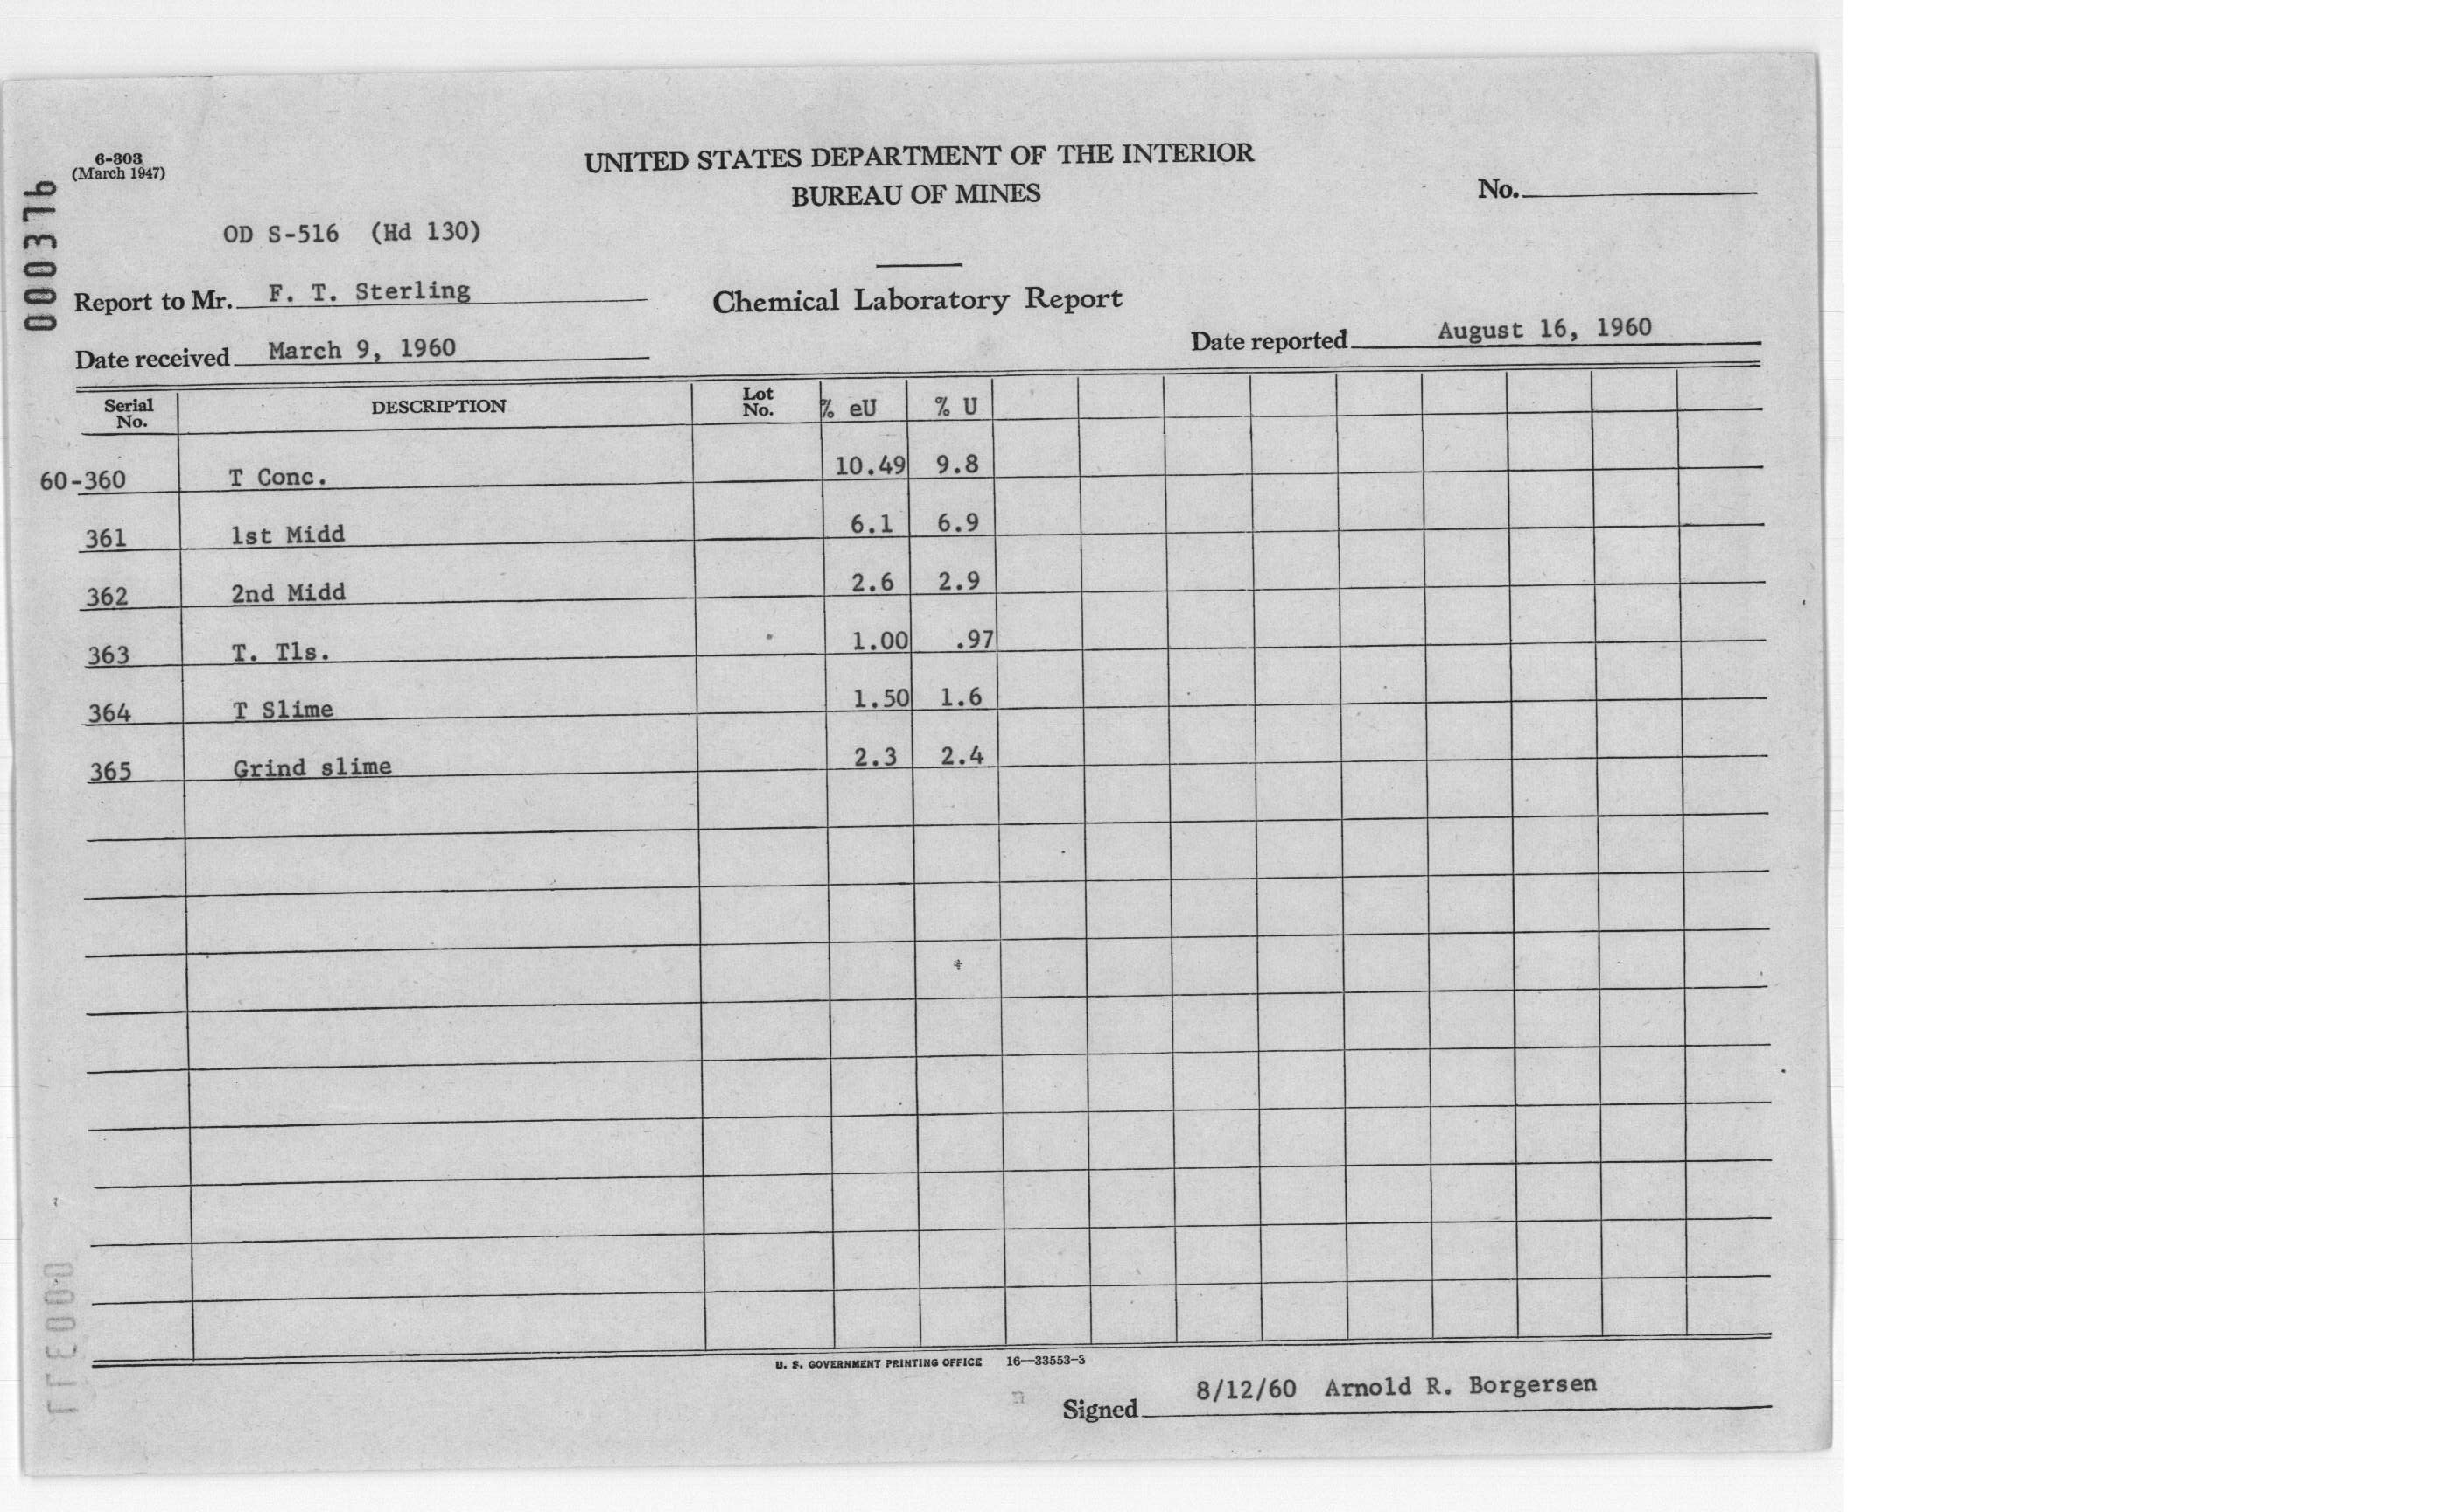 6-303
(March 1947)
000376
UNITED STATES DEPARTMENT OF THE INTERIOR
BUREAU OF MINES
No.
OD S-516 (Hd 130)
Report to Mr. F. T. Sterling
Chemical Laboratory Report
Date received March 9, 1960
Date reported August 16, 1960
Serial No. DESCRIPTION Lot No. % eU % U
60-360 T Conc. 10.49 9.8
361 1st Midd 6.1 6.9
362 2nd Midd 2.6 2.9
363 T. Tls. 1.00 .97
364 T Slime 1.50 1.6
365 Grind slime 2.3 2.4
U. S. GOVERNMENT PRINTING OFFICE 16—33553-3
8/12/60 Arnold R. Borgersen
Signed